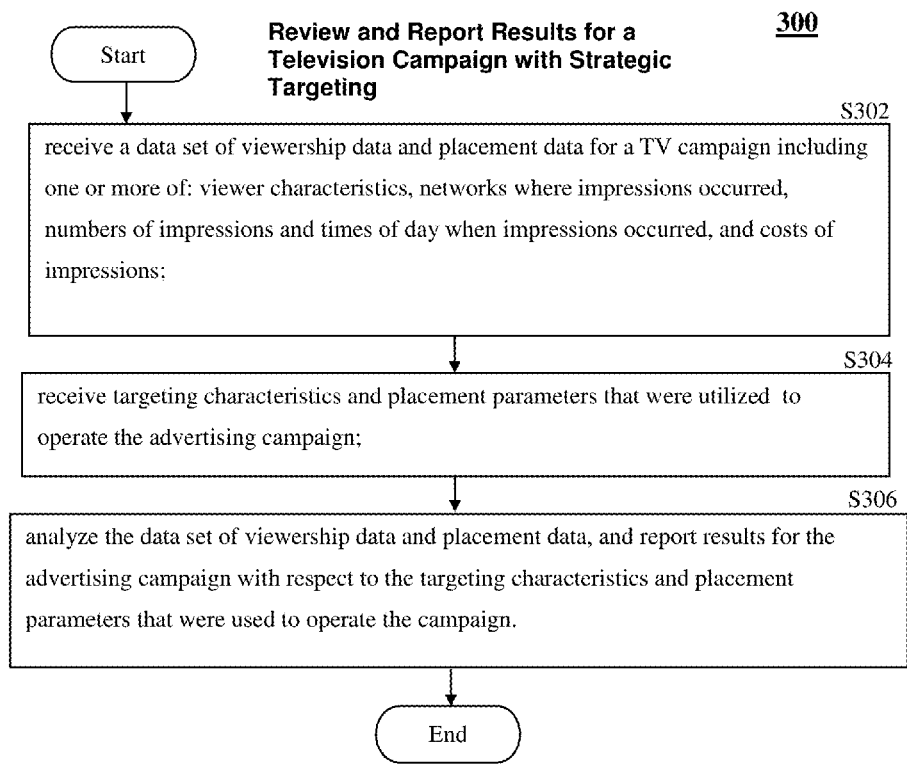 300
Review and Report Results for a
Television Campaign with Strategic
Targeting
Start
S302
receive a data set of viewership data and placement data for a TV campaign including
one or more of: viewer characteristics, networks where impressions occurred,
numbers of impressions and times of day when impressions occurred, and costs of
impressions;
S304
receive targeting characteristics and placement parameters that were utilized to
operate the advertising campaign;
S306
analyze the data set of viewership data and placement data, and report results for the
advertising campaign with respect to the targeting characteristics and placement
parameters that were used to operate the campaign.
End